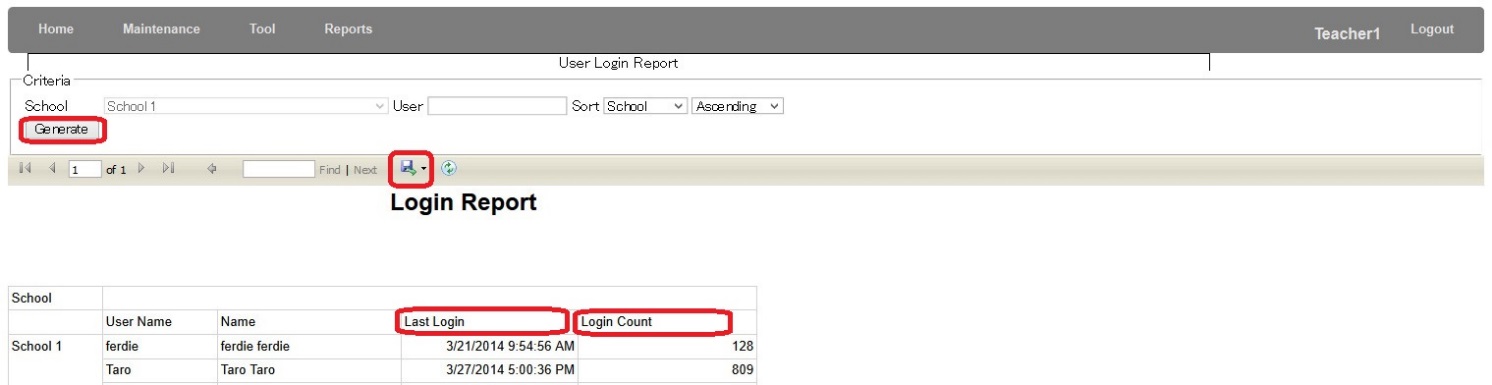 Home Maintenance Tool Reports Teacher1 Logout
User Login Report
Criteria
School School 1 User Sort School Ascending
Generate
1 of 1 Find | Next
Login Report
School
User Name Name Last Login Login Count
School 1 ferdie ferdie ferdie 3/21/2014 9:54:56 AM 128
Taro Taro Taro 3/27/2014 5:00:36 PM 809